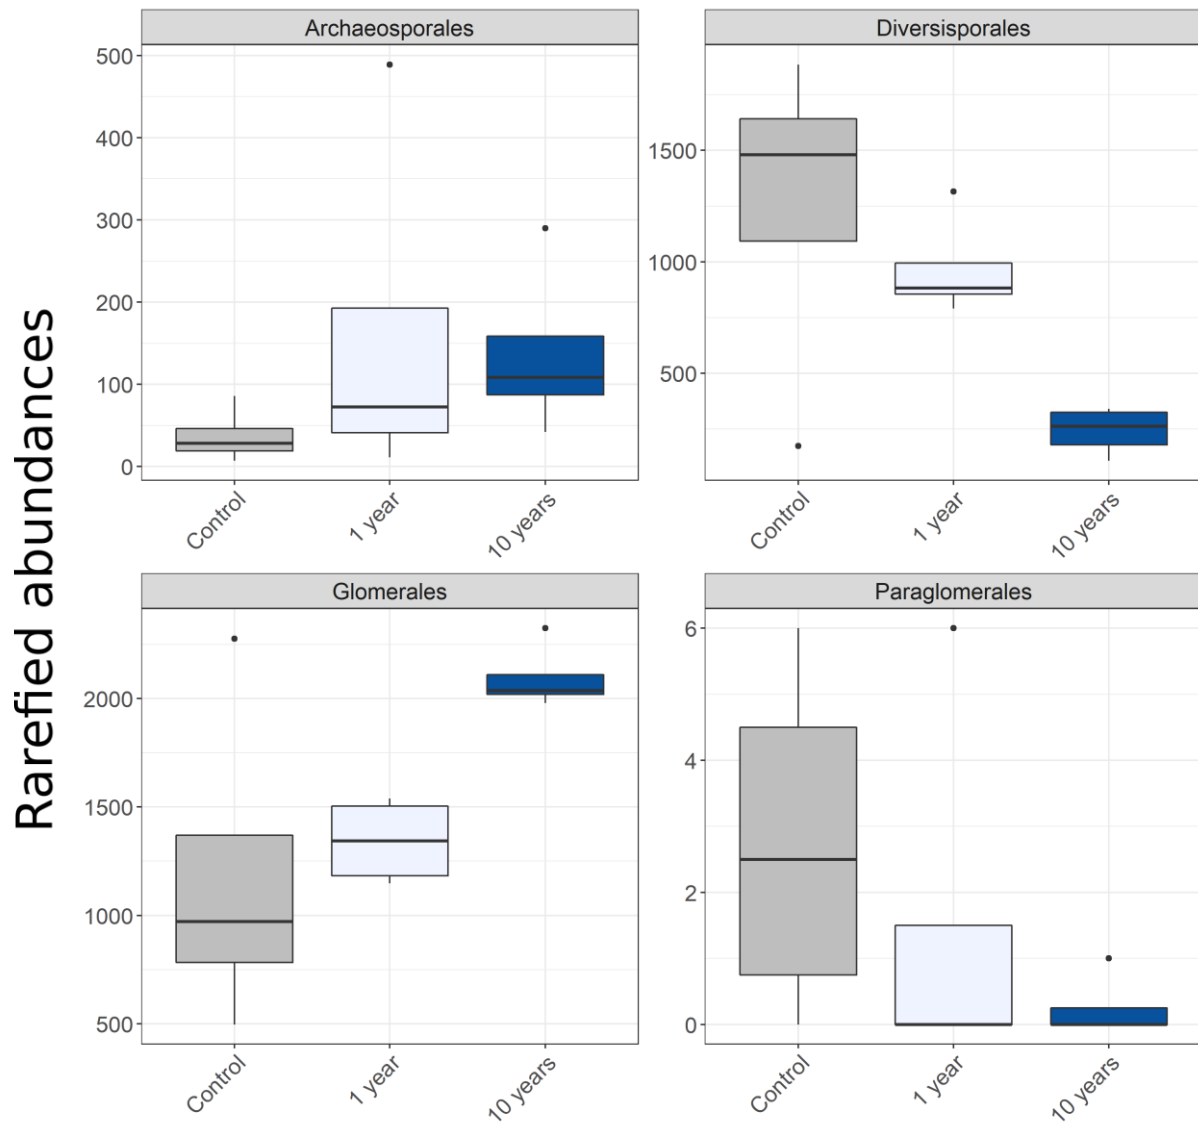 Rarefied abundances
Archaeosporales
500
400
300
200
100
0
Control
1 year
10 years
Diversisporales
1500
1000
500
Control
1 year
10 years
Glomerales
2000
1500
1000
500
Control
1 year
10 years
Paraglomerales
6
4
2
0
Control
1 year
10 years